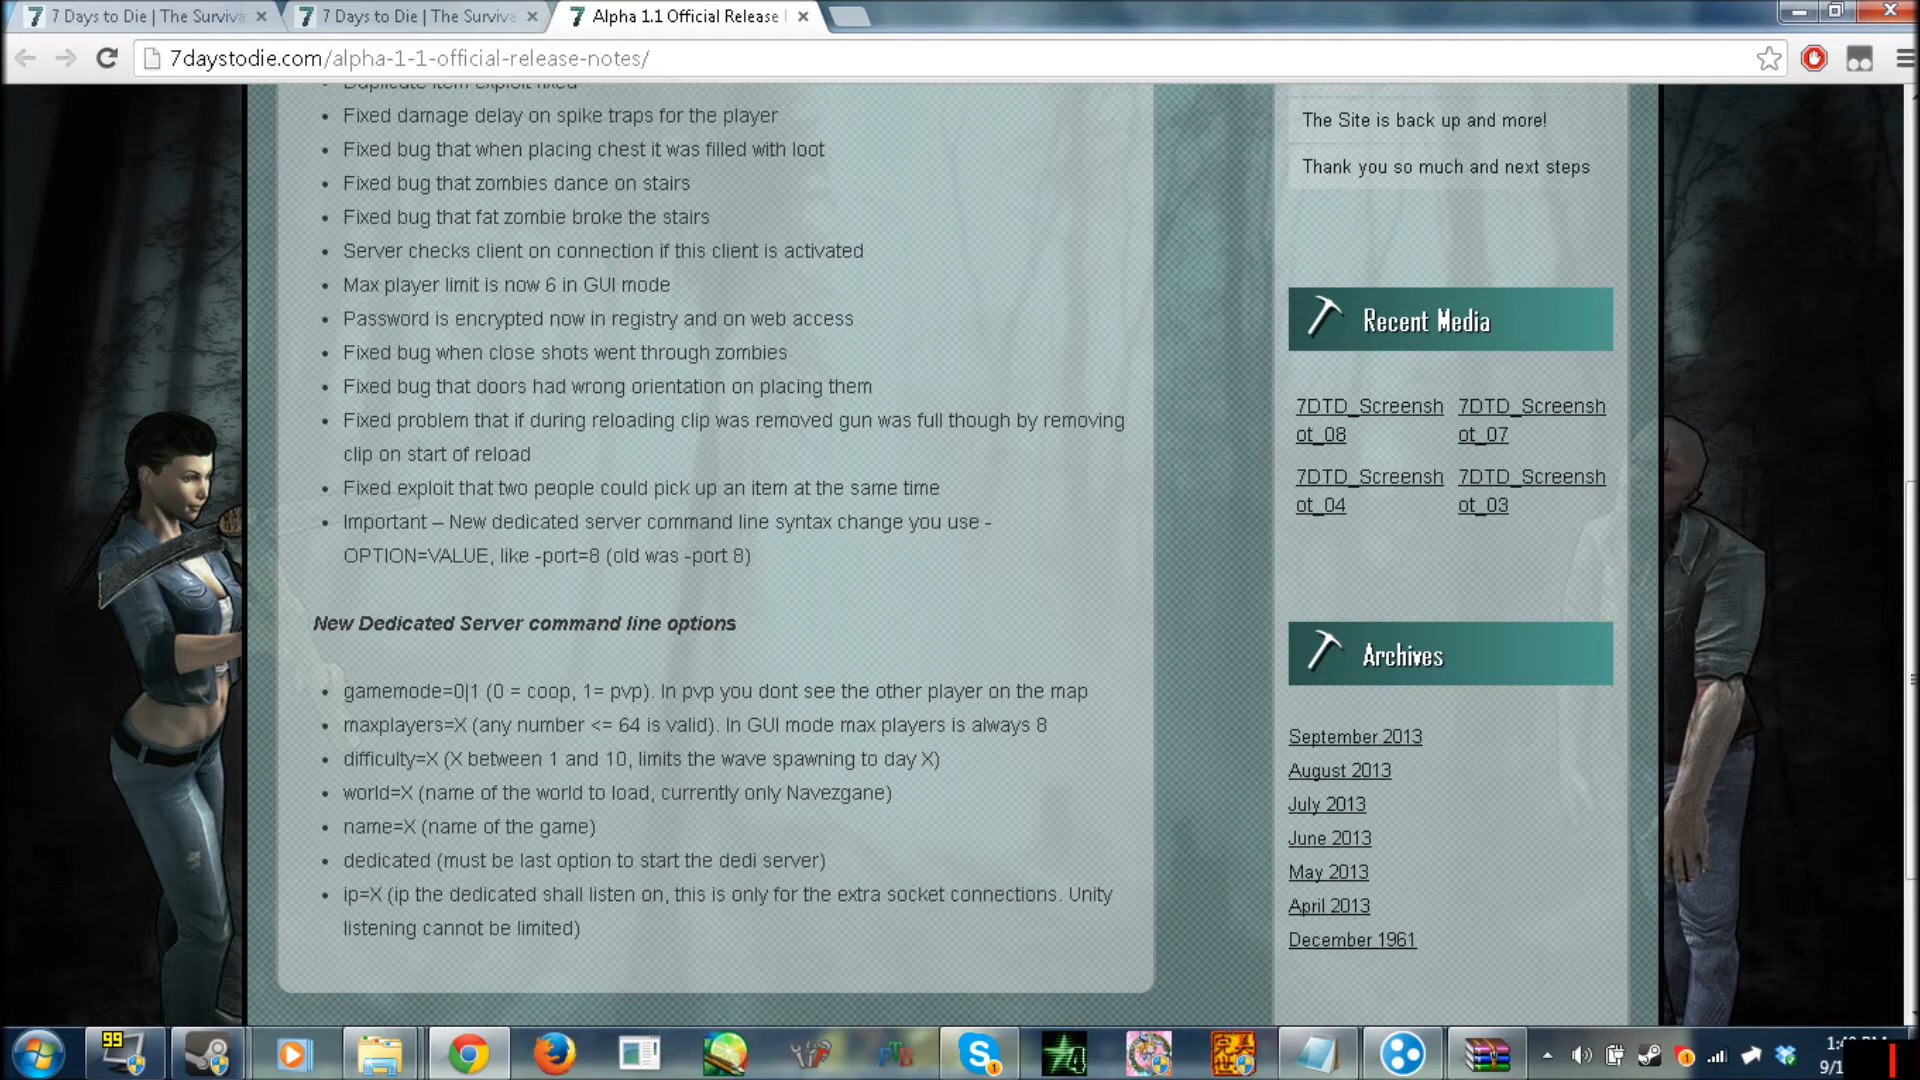 7 Days to Die | The Surviva
7 Days to Die | The Surviva
Alpha 1.1 Official Release
7daystodie.com/alpha-1-1-official-release-notes/
Duplicate item exploit fixed
Fixed damage delay on spike traps for the player
Fixed bug that when placing chest it was filled with loot
Fixed bug that zombies dance on stairs
Fixed bug that fat zombie broke the stairs
Server checks client on connection if this client is activated
Max player limit is now 6 in GUI mode
Password is encrypted now in registry and on web access
Fixed bug when close shots went through zombies
Fixed bug that doors had wrong orientation on placing them
Fixed problem that if during reloading clip was removed gun was full though by removing
clip on start of reload
Fixed exploit that two people could pick up an item at the same time
Important – New dedicated server command line syntax change you use -
OPTION=VALUE, like -port=8 (old was -port 8)
New Dedicated Server command line options
gamemode=0|1 (0 = coop, 1= pvp). In pvp you dont see the other player on the map
maxplayers=X (any number <= 64 is valid). In GUI mode max players is always 8
difficulty=X (X between 1 and 10, limits the wave spawning to day X)
world=X (name of the world to load, currently only Navezgane)
name=X (name of the game)
dedicated (must be last option to start the dedi server)
ip=X (ip the dedicated shall listen on, this is only for the extra socket connections. Unity
listening cannot be limited)
The Site is back up and more!
Thank you so much and next steps
Recent Media
7DTD_Screensh
ot_08
7DTD_Screensh
ot_07
7DTD_Screensh
ot_04
7DTD_Screensh
ot_03
Archives
September 2013
August 2013
July 2013
June 2013
May 2013
April 2013
December 1961
99